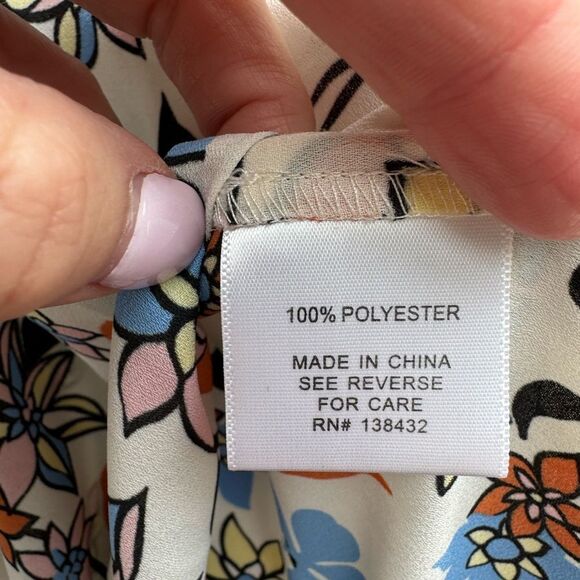 100% POLYESTER
MADE IN CHINA
SEE REVERSE
FOR CARE
RN# 138432